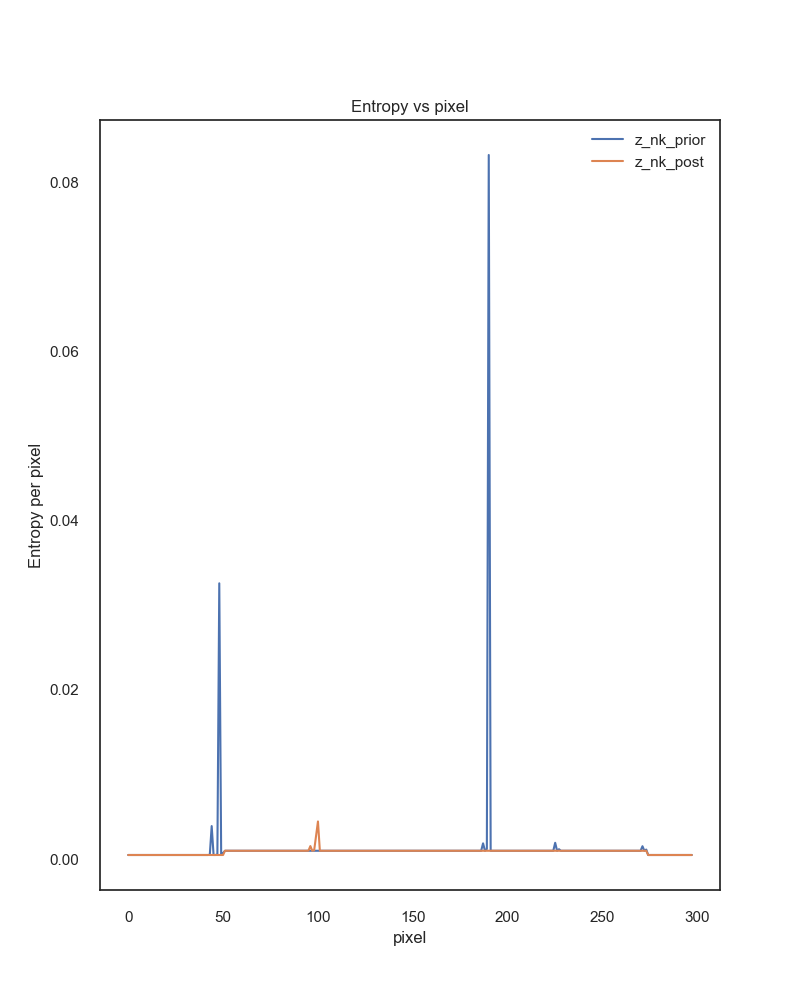 Entropy vs pixel
z_nk_prior
z_nk_post
Entropy per pixel
0.08
0.06
0.04
0.02
0.00
0 50 100 150 200 250 300
pixel